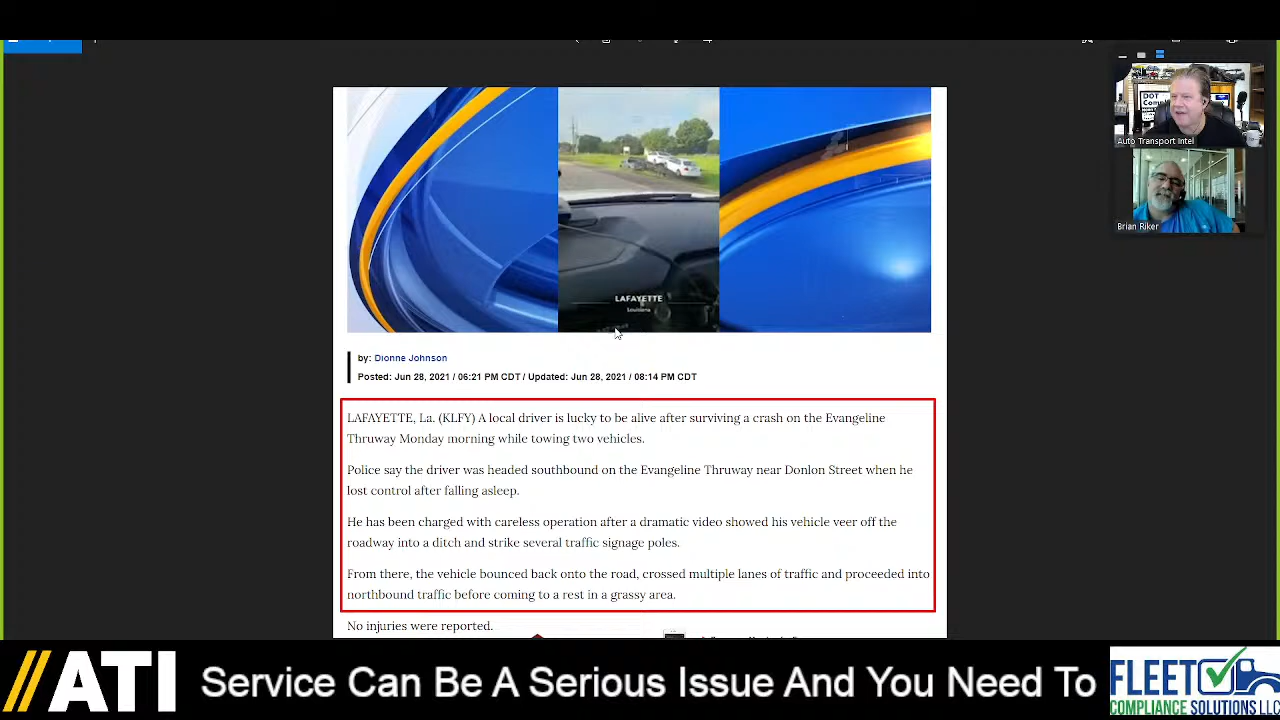 DOT
Auto Transport Intel
Brian Riker
LAFAYETTE
Louisiana
by: Dionne Johnson
Posted: Jun 28, 2021 / 06:21 PM CDT / Updated: Jun 28, 2021 / 08:14 PM CDT
LAFAYETTE, La. (KLFY) A local driver is lucky to be alive after surviving a crash on the Evangeline
Thruway Monday morning while towing two vehicles.
Police say the driver was headed southbound on the Evangeline Thruway near Donlon Street when he
lost control after falling asleep.
He has been charged with careless operation after a dramatic video showed his vehicle veer off the
roadway into a ditch and strike several traffic signage poles.
From there, the vehicle bounced back onto the road, crossed multiple lanes of traffic and proceeded into
northbound traffic before coming to a rest in a grassy area.
No injuries were reported.
//ATI
Service Can Be A Serious Issue And You Need To
FLEET
COMPLIANCE SOLUTIONS LLC